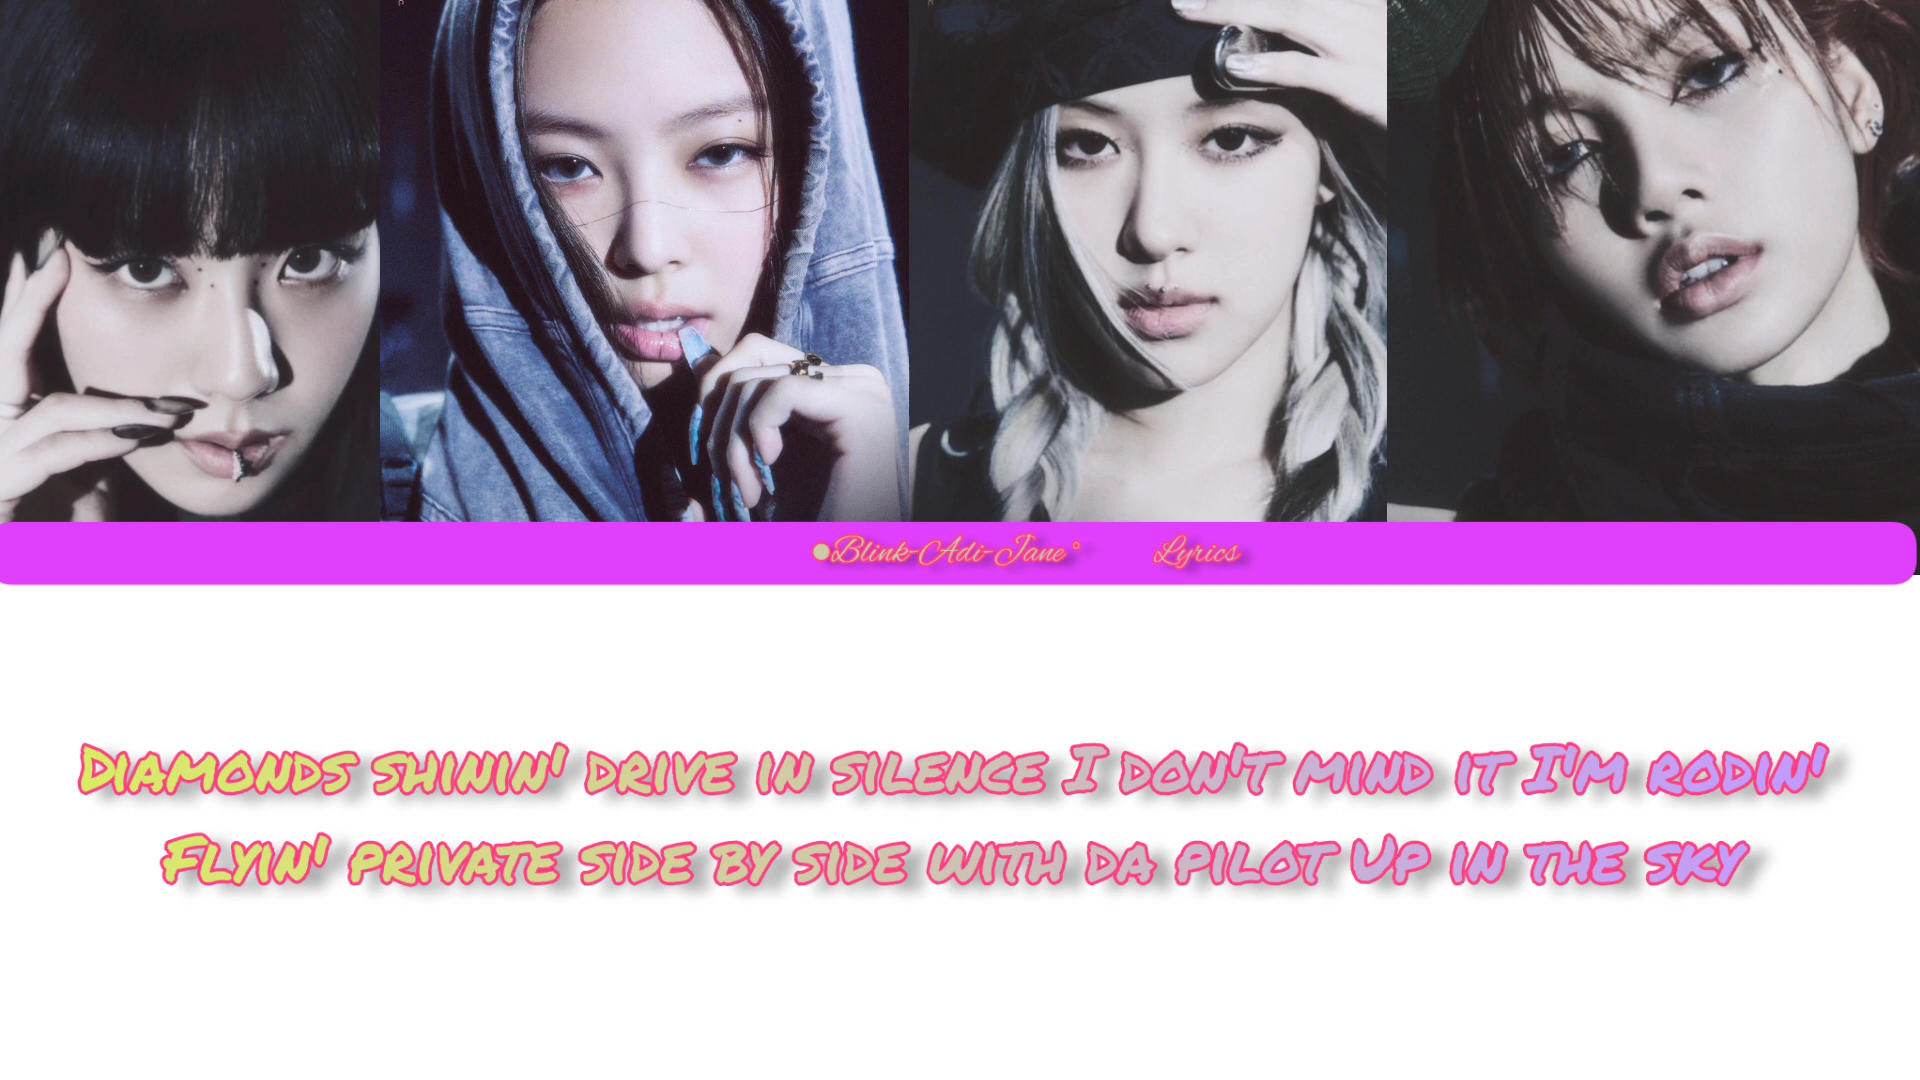 ●Blink-Adi-Jane° Lyrics
Diamonds shinin' drive in silence I don't mind it I'm rodin'
Flyin' private side by side with da pilot Up in the sky